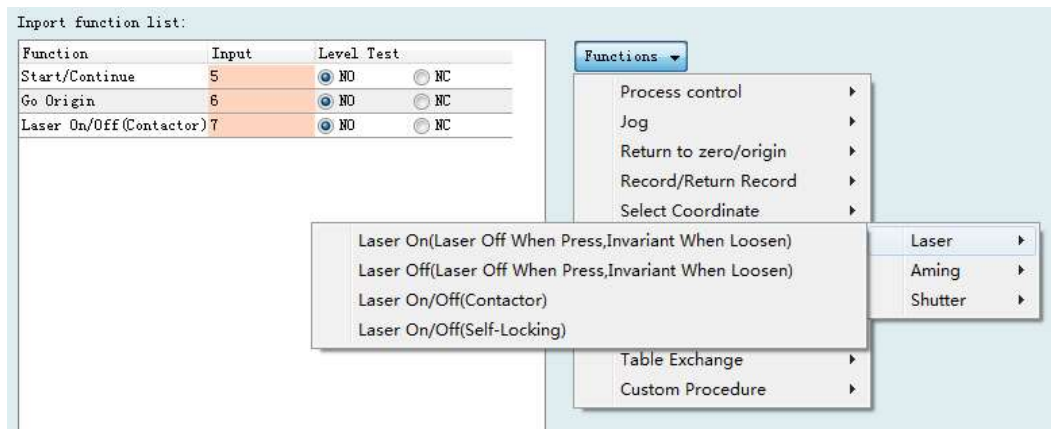 Inport function list:
Function Input Level Test
Start/Continue 5 NO NC
Go Origin 6 NO NC
Laser On/Off(Contactor) 7 NO NC
Functions
Process control
Jog
Return to zero/origin
Record/Return Record
Select Coordinate
Laser On(Laser Off When Press,Invariant When Loosen)
Laser Off(Laser Off When Press,Invariant When Loosen)
Laser On/Off(Contactor)
Laser On/Off(Self-Locking)
Laser
Aming
Shutter
Table Exchange
Custom Procedure